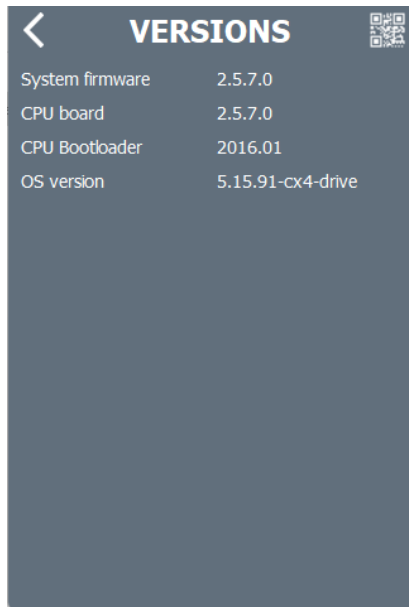 VERSIONS
System firmware 2.5.7.0
CPU board 2.5.7.0
CPU Bootloader 2016.01
OS version 5.15.91-cx4-drive